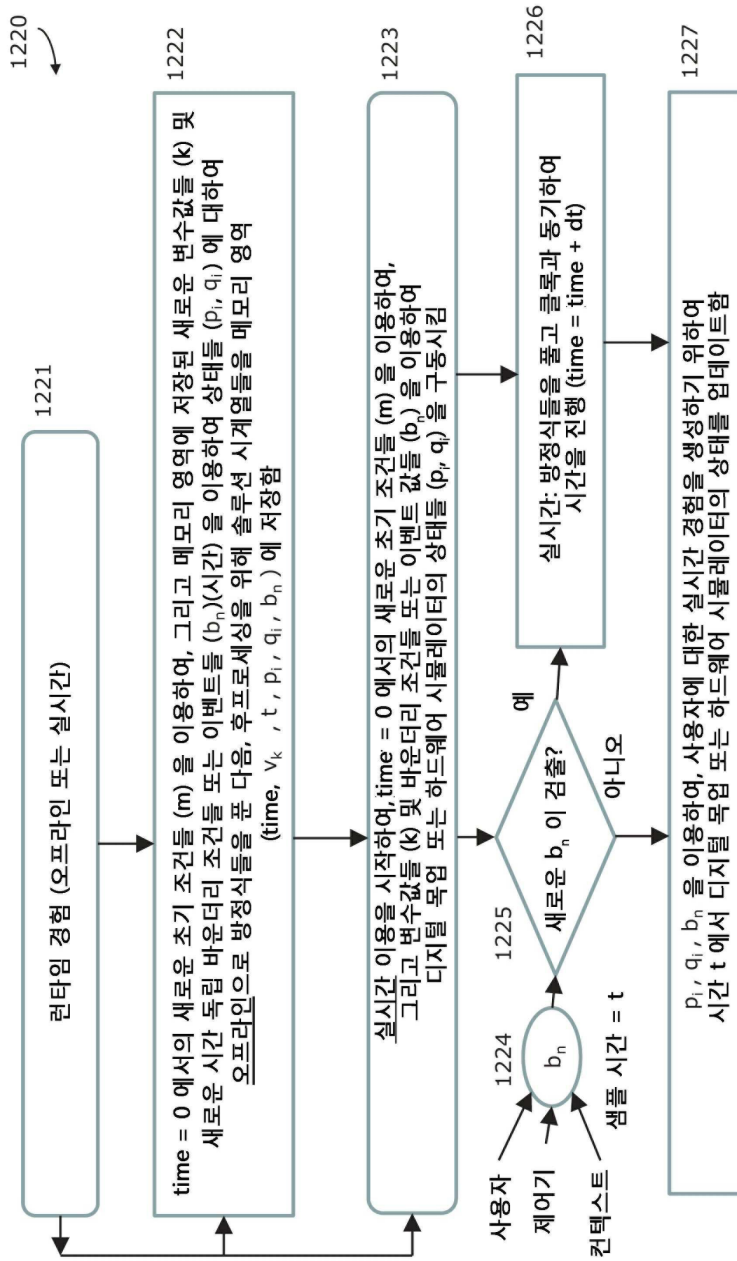 1220
1221
런타임 경험 (오프라인 또는 실시간)
1222
time = 0 에서의 새로운 초기 조건들 (m) 을 이용하여, 그리고 메모리 영역에 저장된 새로운 변수값들 (k) 및
새로운 시간 독립 바운더리 조건들 또는 이벤트들 (bₙ)(시간) 을 이용하여 상태들 (pᵢ, qᵢ) 에 대하여
오프라인으로 방정식들을 푼 다음, 후프로세싱을 위해 솔루션 시계열들을 메모리 영역
(time, vₖ , t , pᵢ , qᵢ , bₙ ) 에 저장함
1223
실시간 이용을 시작하여, time = 0 에서의 새로운 초기 조건들 (m) 을 이용하여,
그리고 변수값들 (k) 및 바운더리 조건들 또는 이벤트 값들 (bₙ) 을 이용하여
디지털 목업 또는 하드웨어 시뮬레이터의 상태들 (pᵢ, qᵢ) 을 구동시킴
사용자
제어기
컨텍스트
1224
bₙ
샘플 시간 = t
1225
새로운 bₙ 이 검출?
예
아니오
1226
실시간: 방정식들을 풀고 클록과 동기하여
시간을 진행 (time = time + dt)
1227
pᵢ , qᵢ , bₙ 을 이용하여, 사용자에 대한 실시간 경험을 생성하기 위하여
시간 t 에서 디지털 목업 또는 하드웨어 시뮬레이터의 상태를 업데이트함